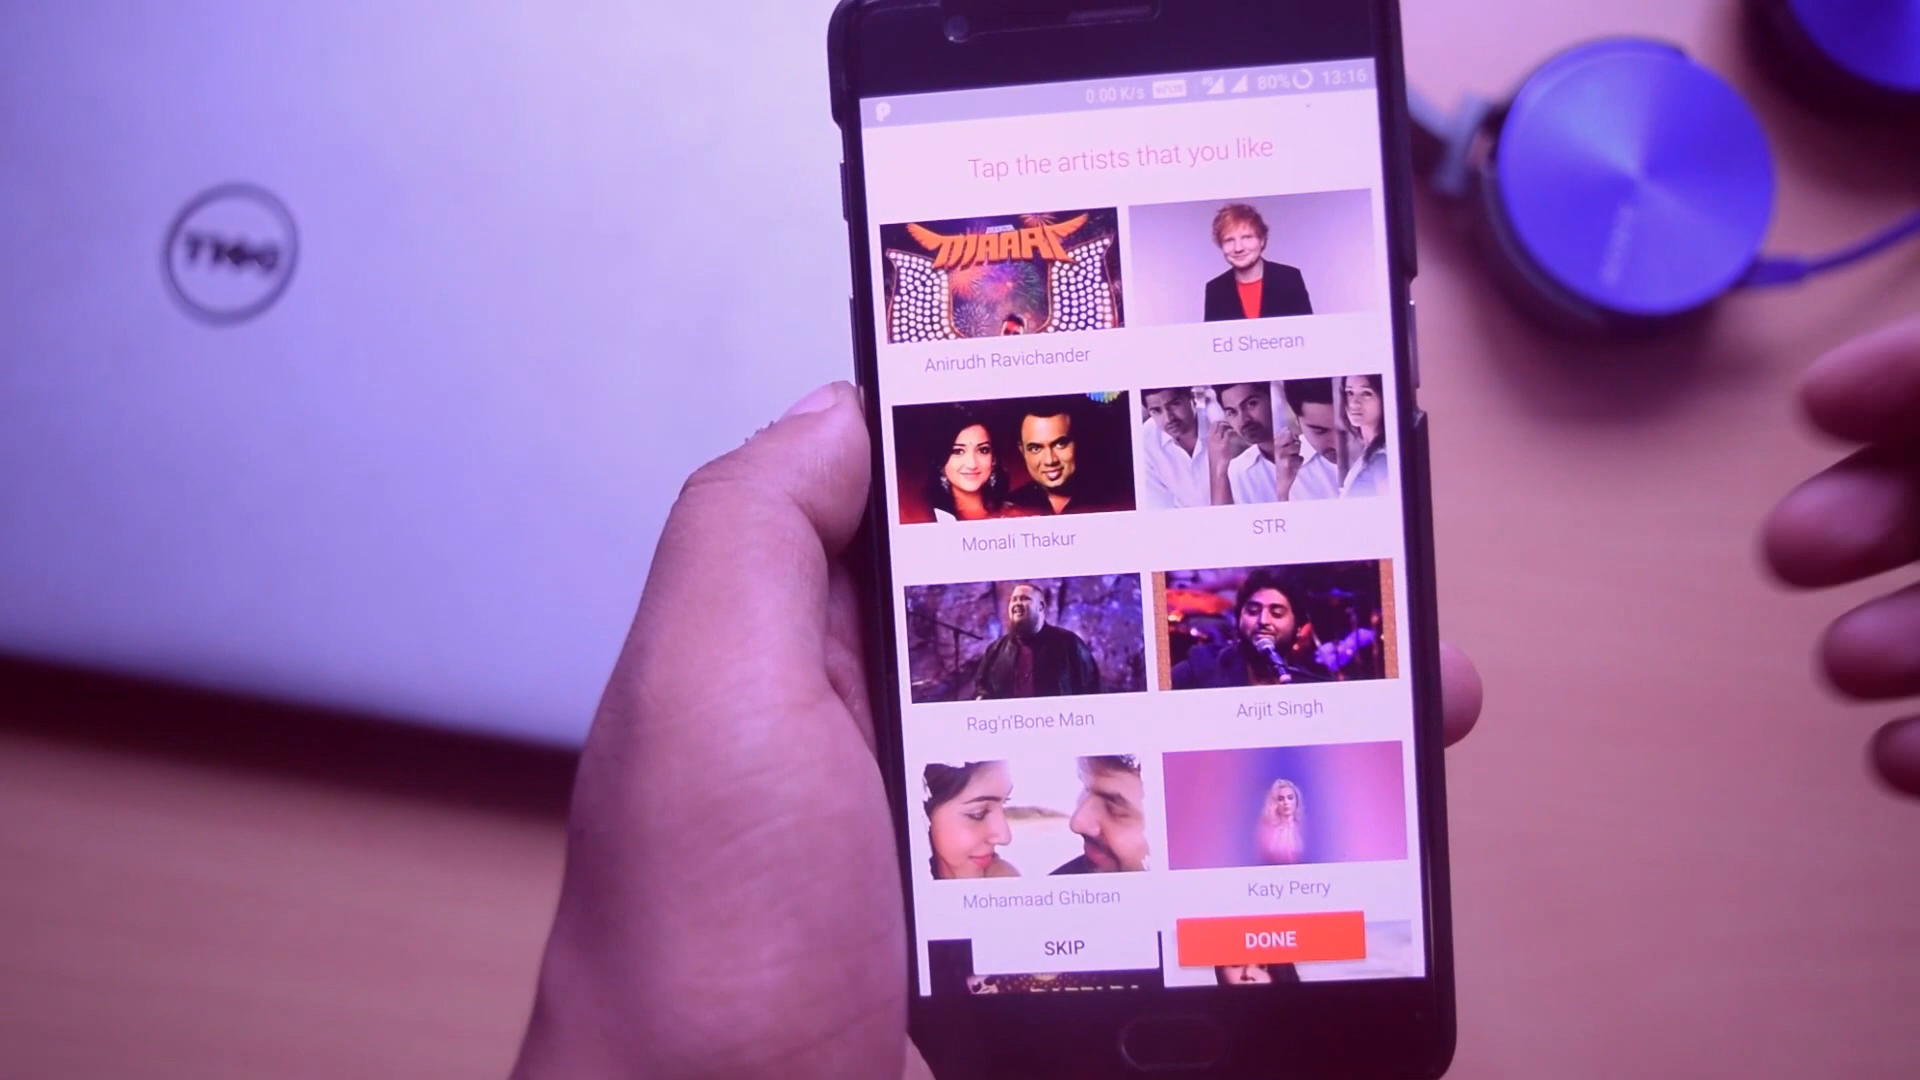 0.00 K/s 80% 13:16
Tap the artists that you like
MAARI
Anirudh Ravichander
Ed Sheeran
Monali Thakur
STR
Rag'n'Bone Man
Arijit Singh
Mohamaad Ghibran
Katy Perry
SKIP
DONE